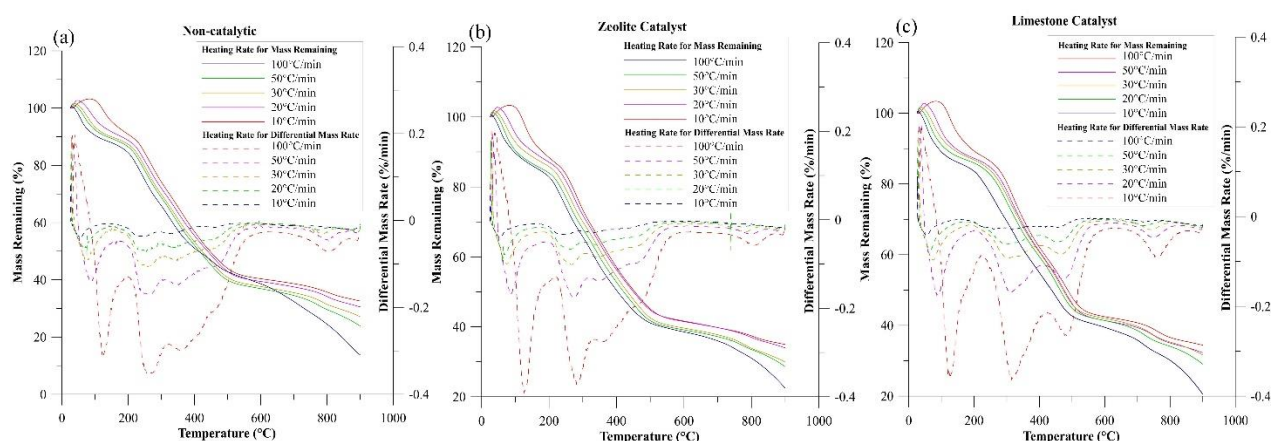 (a)
Non-catalytic
Heating Rate for Mass Remaining
100°C/min
50°C/min
30°C/min
20°C/min
10°C/min
Heating Rate for Differential Mass Rate
100°C/min
50°C/min
30°C/min
20°C/min
10°C/min
120
100
80
60
40
20
0
Mass Remaining (%)
0.4
0.2
0
-0.2
-0.4
Differential Mass Rate (%/min)
0 200 400 600 800 1000
Temperature (°C)
(b)
Zeolite Catalyst
Heating Rate for Mass Remaining
100°C/min
50°C/min
30°C/min
20°C/min
10°C/min
Heating Rate for Differential Mass Rate
100°C/min
50°C/min
30°C/min
20°C/min
10°C/min
120
100
80
60
40
20
Mass Remaining (%)
0.4
0.2
0
-0.2
-0.4
Differential Mass Rate (%/min)
0 200 400 600 800 1000
Temperature (°C)
(c)
Limestone Catalyst
Heating Rate for Mass Remaining
100°C/min
50°C/min
30°C/min
20°C/min
10°C/min
Heating Rate for Differential Mass Rate
100°C/min
50°C/min
30°C/min
20°C/min
10°C/min
120
100
80
60
40
20
Mass Remaining (%)
0.4
0.2
0
-0.2
-0.4
Differential Mass Rate (%/min)
0 200 400 600 800 1000
Temperature (°C)